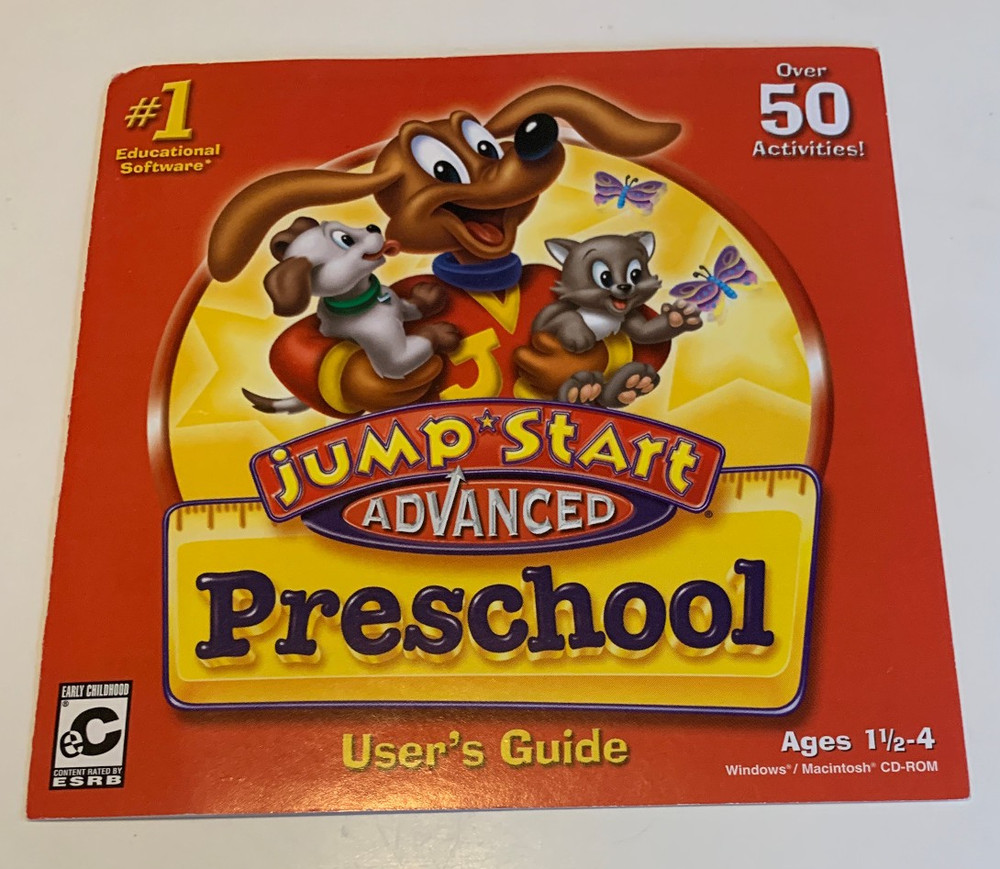 #1
Educational
Software*
Over
50
Activities!
J
jumpstart
ADVANCED
Preschool
EARLY CHILDHOOD
eC
®
CONTENT RATED BY
ESRB
User's Guide
Ages 1½-4
Windows® / Macintosh® CD-ROM